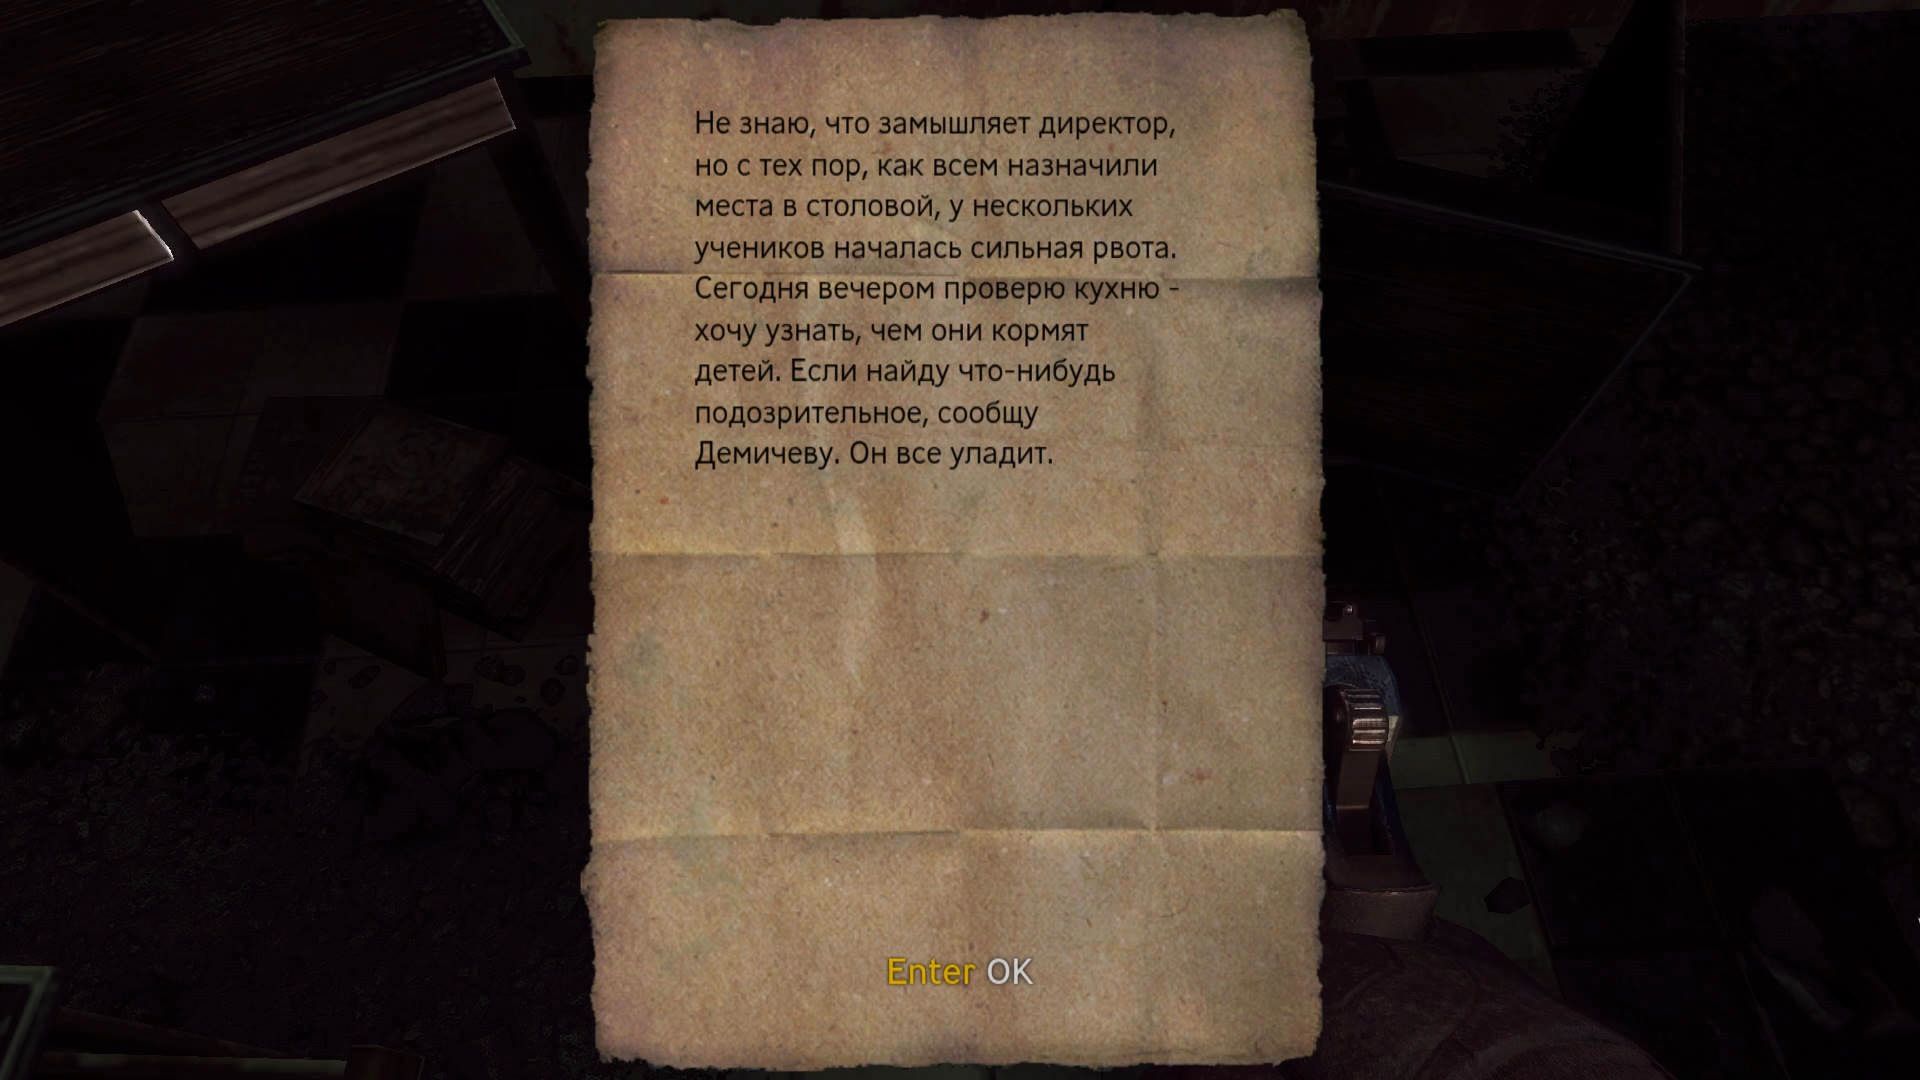 Не знаю, что замышляет директор,
но с тех пор, как всем назначили
места в столовой, у нескольких
учеников началась сильная рвота.
Сегодня вечером проверю кухню -
хочу узнать, чем они кормят
детей. Если найду что-нибудь
подозрительное, сообщу
Демичеву. Он все уладит.
Enter OK